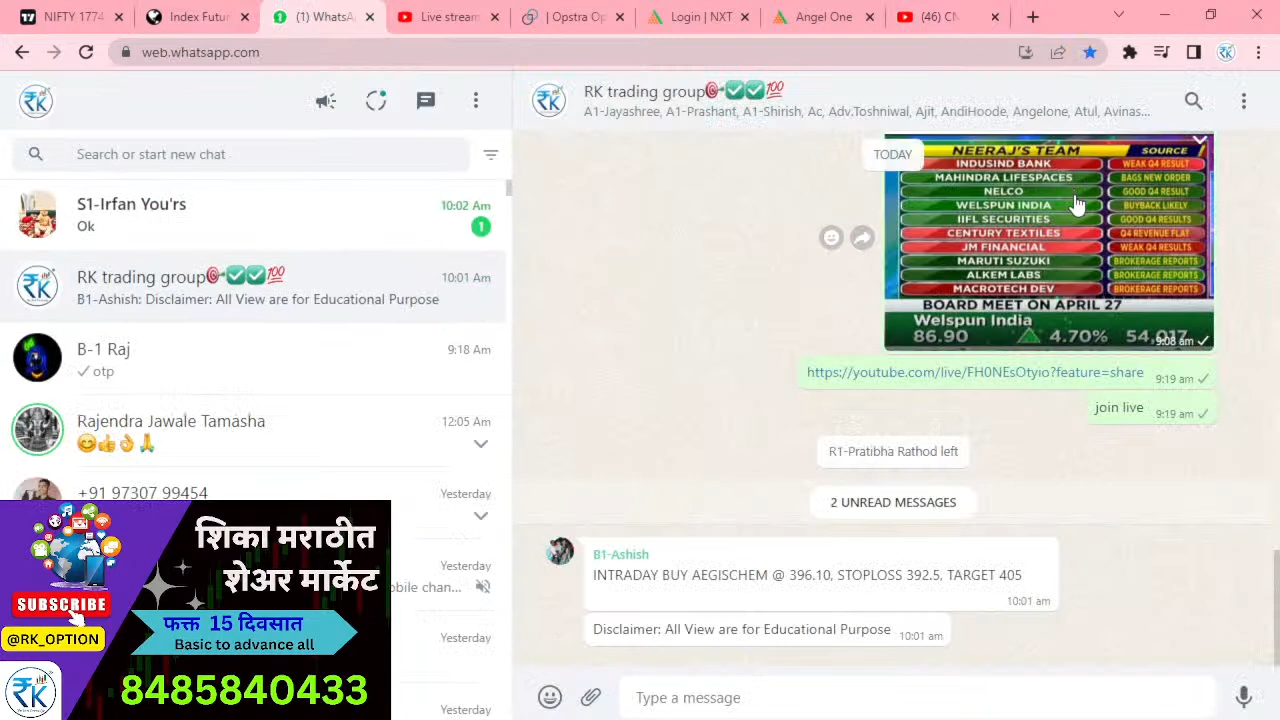 NIFTY 1774
Index Futur
(1) WhatsA
Live stream
Opstra Op
Login | NXT
Angel One
(46) CN
web.whatsapp.com
RK
RK trading group🎯✅✅💯
A1-Jayashree, A1-Prashant, A1-Shirish, Ac, Adv.Toshniwal, Ajit, AndiHoode, Angelone, Atul, Avinas...
Search or start new chat
S1-Irfan You'rs
10:02 Am
Ok
1
RK trading group🎯✅✅💯
10:01 Am
B1-Ashish: Disclaimer: All View are for Educational Purpose
B-1 Raj
9:18 Am
otp
Rajendra Jawale Tamasha
12:05 Am
😊👍👌🙏
+91 97307 99454
Yesterday
Yesterday
obile chan...
Yesterday
Yesterday
TODAY
NEERAJ'S TEAM SOURCE
INDUSIND BANK WEAK Q4 RESULT
MAHINDRA LIFESPACES BAGS NEW ORDER
NELCO GOOD Q4 RESULT
WELSPUN INDIA BUYBACK LIKELY
IIFL SECURITIES GOOD Q4 RESULTS
CENTURY TEXTILES Q4 REVENUE FLAT
JM FINANCIAL WEAK Q4 RESULTS
MARUTI SUZUKI BROKERAGE REPORTS
ALKEM LABS BROKERAGE REPORTS
MACROTECH DEV BROKERAGE REPORTS
BOARD MEET ON APRIL 27
Welspun India
86.90 4.70%
9:08 am
https://youtube.com/live/FH0NEsOtyio?feature=share
9:19 am
join live
9:19 am
R1-Pratibha Rathod left
2 UNREAD MESSAGES
B1-Ashish
INTRADAY BUY AEGISCHEM @ 396.10, STOPLOSS 392.5, TARGET 405
10:01 am
Disclaimer: All View are for Educational Purpose
10:01 am
Type a message
शिका मराठीत
शेअर मार्केट
SUBSCRIBE
@RK_OPTION
फक्त 15 दिवसात
Basic to advance all
RK
8485840433